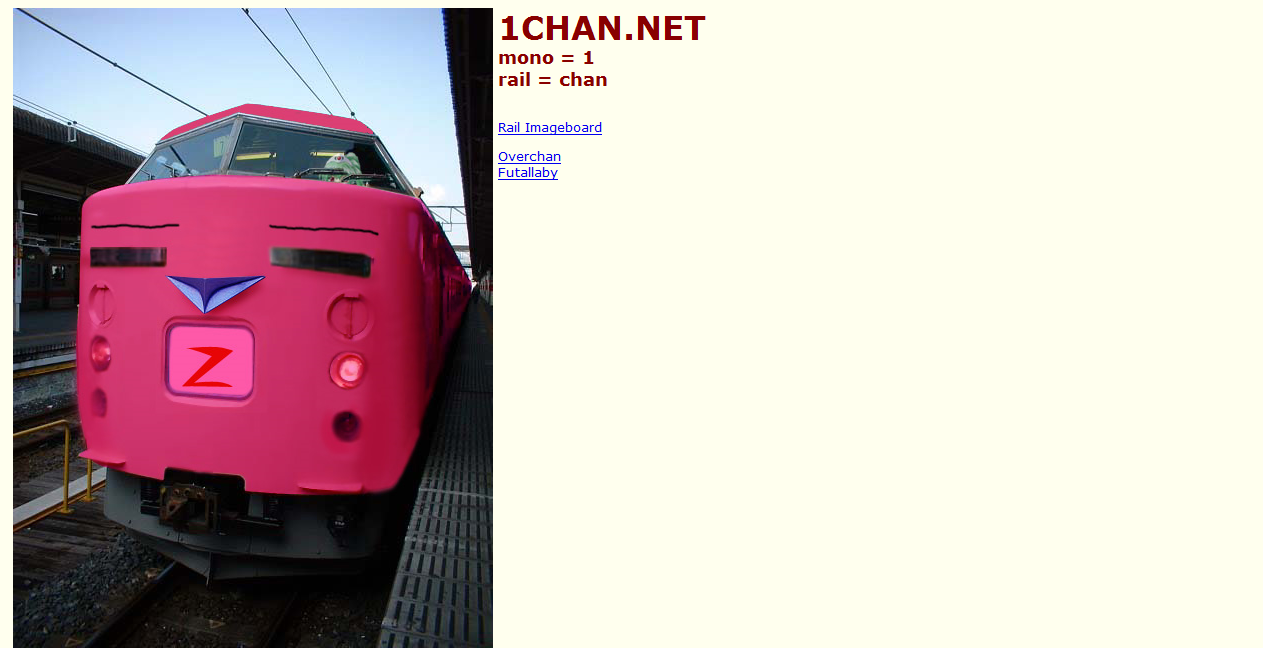 1CHAN.NET
mono = 1
rail = chan
Rail Imageboard
Overchan
Futallaby
Z